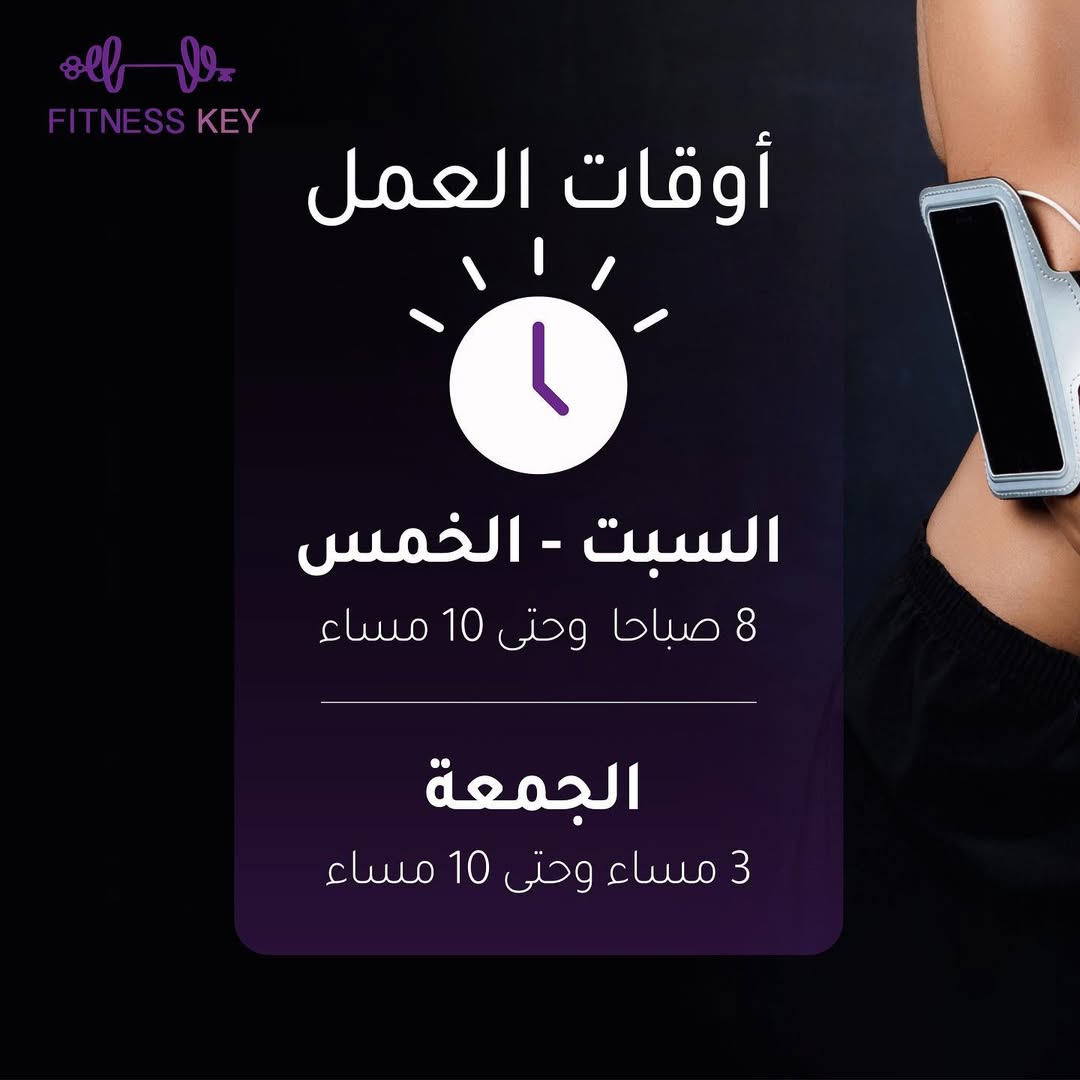 FITNESS KEY
أوقات العمل
السبت - الخمس
8 صباحا وحتى 10 مساء
الجمعة
3 مساء وحتى 10 مساء